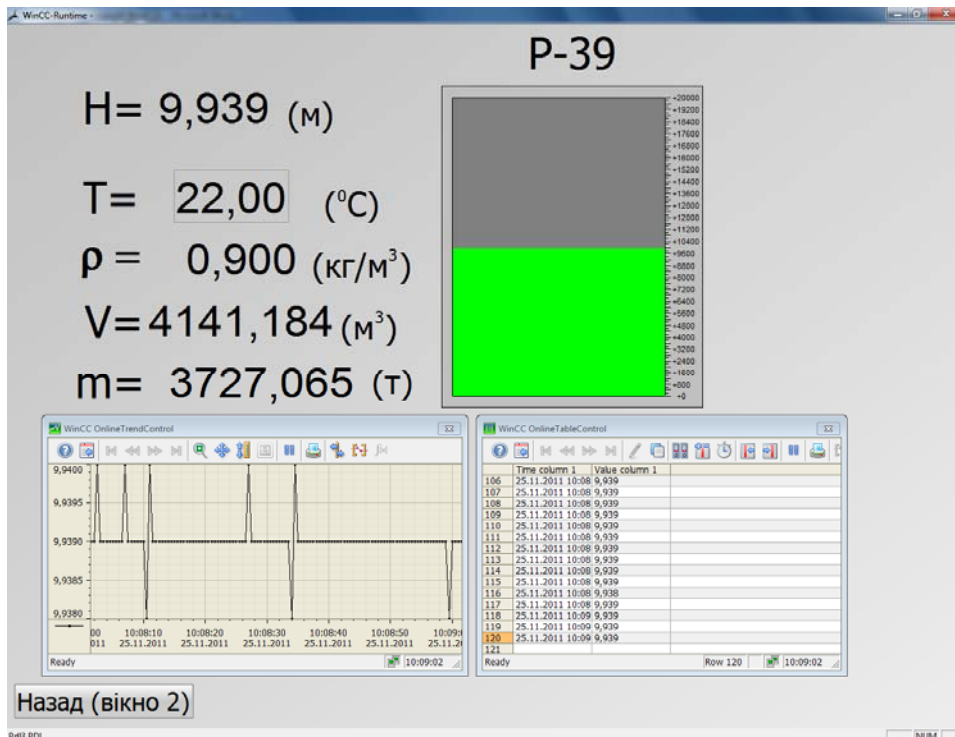 WinCC-Runtime -
P-39
H= 9,939 (м)
T= 22,00 (⁰C)
ρ = 0,900 (кг/м³)
V=4141,184 (м³)
m= 3727,065 (т)
+20000
+19200
+18400
+17600
+16800
+16000
+15200
+14400
+13600
+12800
+12000
+11200
+10400
+9600
+8800
+8000
+7200
+6400
+5600
+4800
+4000
+3200
+2400
+1600
+800
+0
WinCC OnlineTrendControl
9,9400
9,9395
9,9390
9,9385
9,9380
00 10:08:10 10:08:20 10:08:30 10:08:40 10:08:50 10:09:
011 25.11.2011 25.11.2011 25.11.2011 25.11.2011 25.11.2011 25.11.2
Ready 10:09:02
WinCC OnlineTableControl
Time column 1 Value column 1
106 25.11.2011 10:08 9,939
107 25.11.2011 10:08 9,939
108 25.11.2011 10:08 9,939
109 25.11.2011 10:08 9,939
110 25.11.2011 10:08 9,939
111 25.11.2011 10:08 9,939
112 25.11.2011 10:08 9,939
113 25.11.2011 10:08 9,939
114 25.11.2011 10:08 9,939
115 25.11.2011 10:08 9,939
116 25.11.2011 10:08 9,938
117 25.11.2011 10:08 9,939
118 25.11.2011 10:09 9,939
119 25.11.2011 10:09 9,939
120 25.11.2011 10:09 9,939
121
Ready Row 120 10:09:02
Назад (вікно 2)
NUM